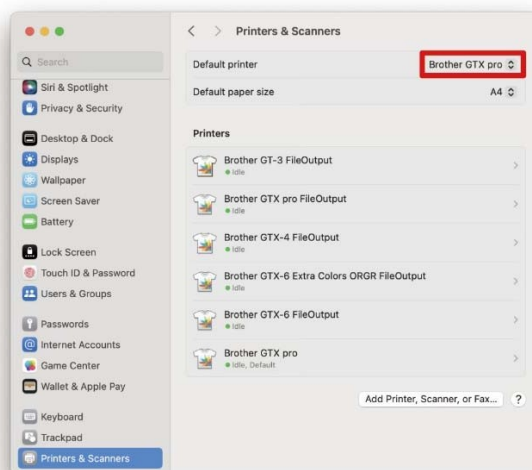 Printers & Scanners
Search
Siri & Spotlight
Privacy & Security
Desktop & Dock
Displays
Wallpaper
Screen Saver
Battery
Lock Screen
Touch ID & Password
Users & Groups
Passwords
Internet Accounts
Game Center
Wallet & Apple Pay
Keyboard
Trackpad
Printers & Scanners
Default printer Brother GTX pro
Default paper size A4
Printers
Brother GT-3 FileOutput
Idle
Brother GTX pro FileOutput
Idle
Brother GTX-4 FileOutput
Idle
Brother GTX-6 Extra Colors ORGR FileOutput
Idle
Brother GTX-6 FileOutput
Idle
Brother GTX pro
Idle, Default
Add Printer, Scanner, or Fax... ?